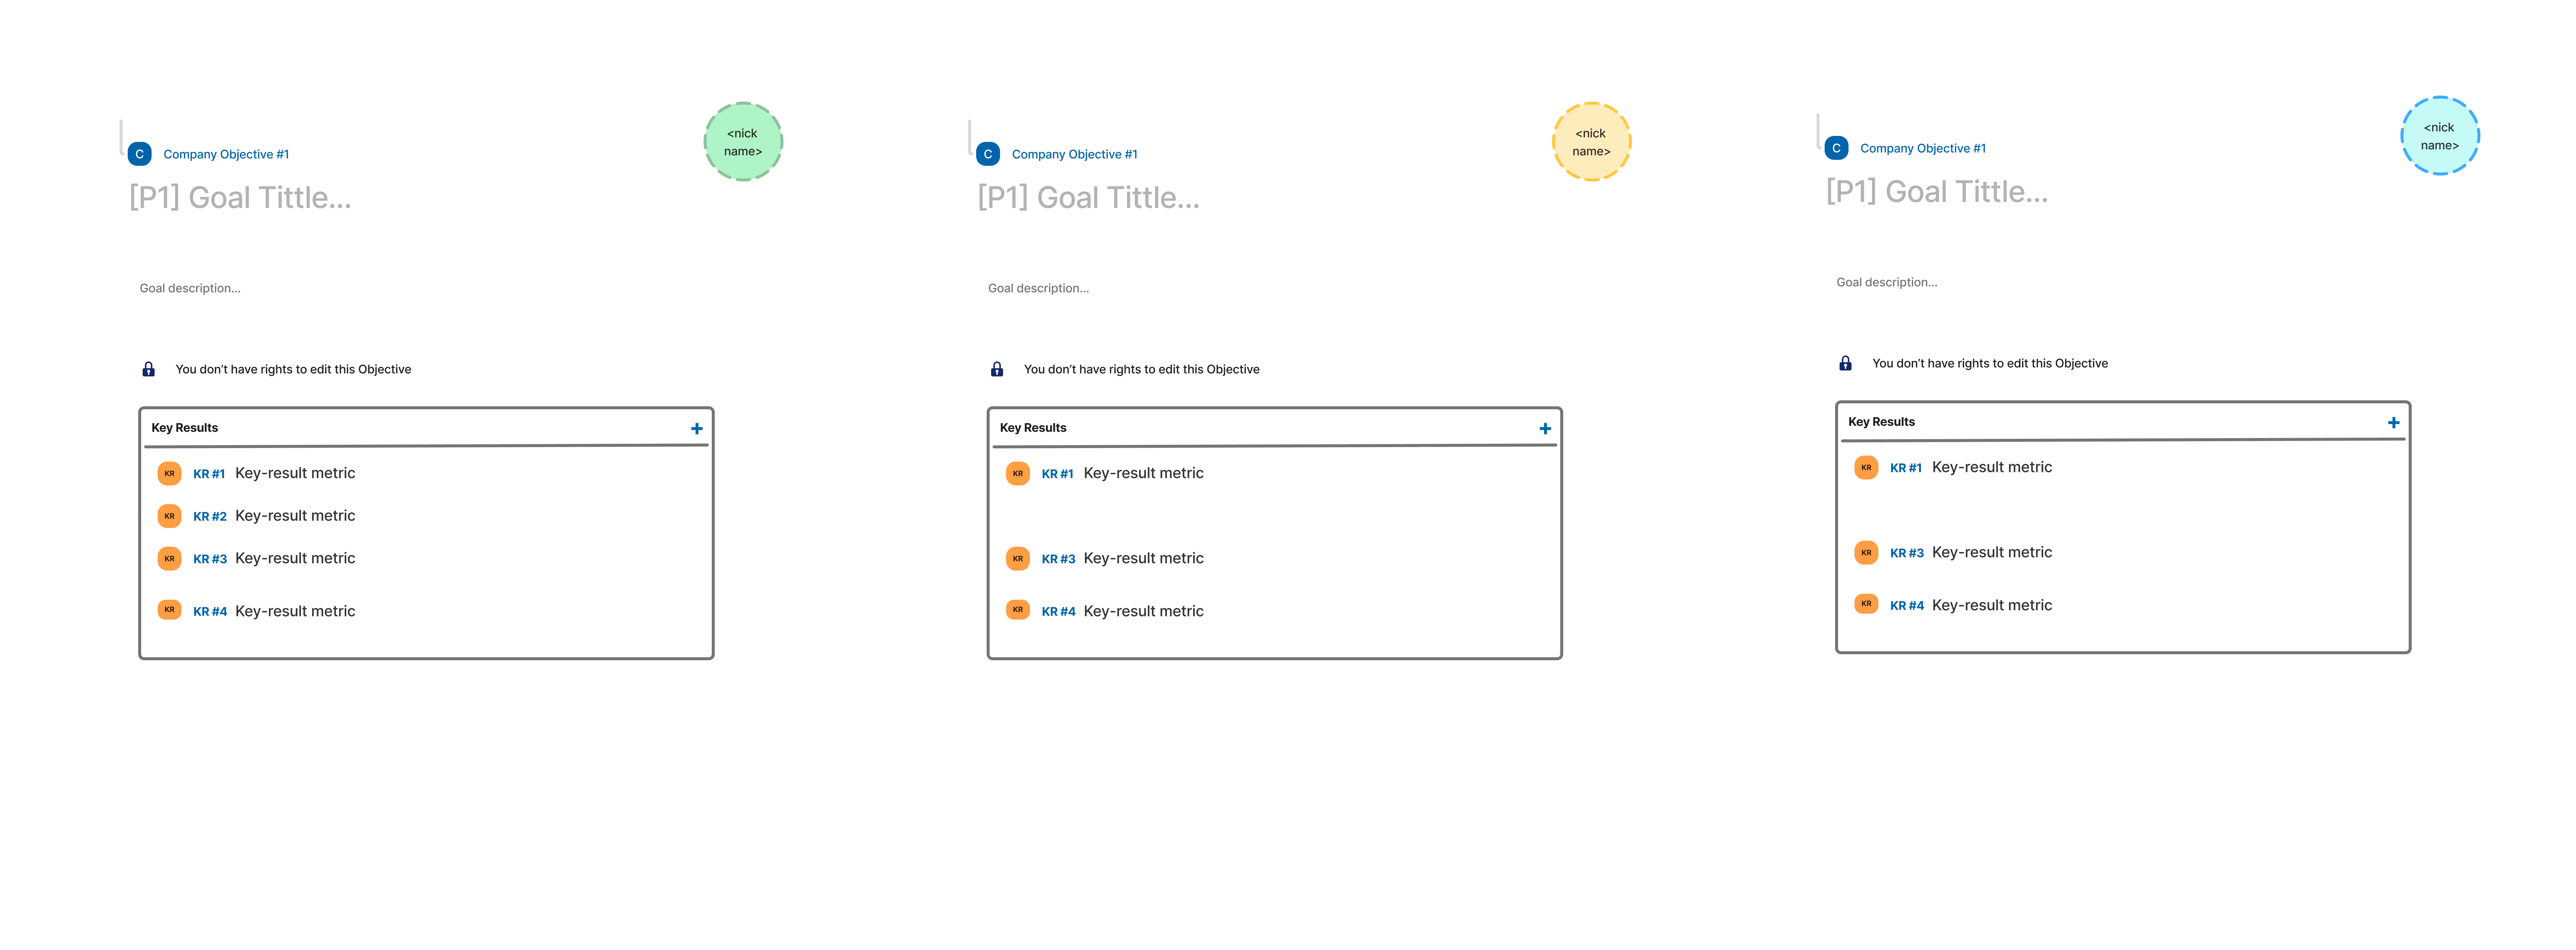 <nick
name>
C Company Objective #1
[P1] Goal Tittle...
Goal description...
You don't have rights to edit this Objective
Key Results +
KR KR #1 Key-result metric
KR KR #2 Key-result metric
KR KR #3 Key-result metric
KR KR #4 Key-result metric
<nick
name>
C Company Objective #1
[P1] Goal Tittle...
Goal description...
You don't have rights to edit this Objective
Key Results +
KR KR #1 Key-result metric
KR KR #3 Key-result metric
KR KR #4 Key-result metric
<nick
name>
C Company Objective #1
[P1] Goal Tittle...
Goal description...
You don't have rights to edit this Objective
Key Results +
KR KR #1 Key-result metric
KR KR #3 Key-result metric
KR KR #4 Key-result metric